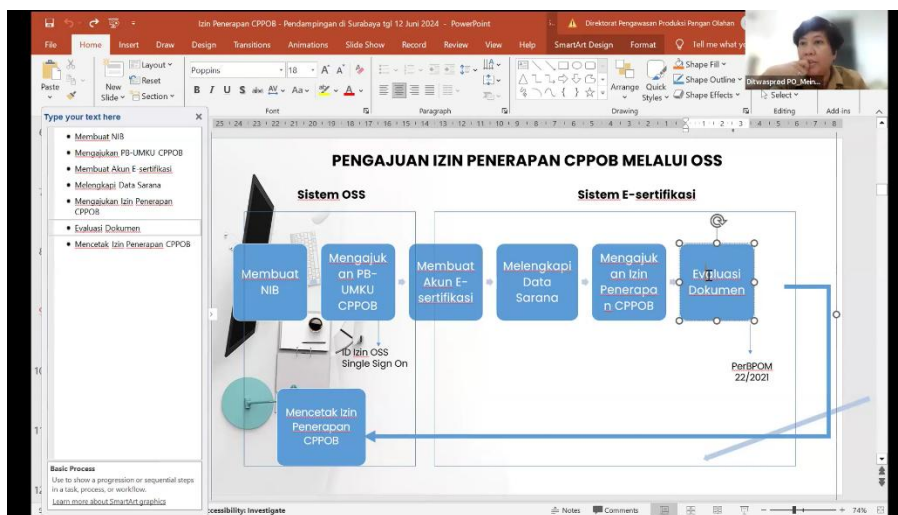 Izin Penerapan CPPOB - Pendampingan di Surabaya tgl 12 Juni 2024 - PowerPoint
Direktorat Pengawasan Produksi Pangan Olahan
File Home Insert Draw Design Transitions Animations Slide Show Record Review View Help SmartArt Design Format Tell me what yo
Paste
New
Slide
Layout
Reset
Section
Poppins 18
Arrange
Quick
Styles
Shape Fill
Shape Outline
Shape Effects
Select
Ditwasprod PO_Mein...
Font Paragraph Drawing Editing Add-ins
Type your text here
Membuat NIB
Mengajukan PB-UMKU CPPOB
Membuat Akun E-sertifikasi
Melengkapi Data Sarana
Mengajukan Izin Penerapan
CPPOB
Evaluasi Dokumen
Mencetak Izin Penerapan CPPOB
Basic Process
Use to show a progression or sequential steps
in a task, process, or workflow.
Learn more about SmartArt graphics
PENGAJUAN IZIN PENERAPAN CPPOB MELALUI OSS
Sistem OSS
Sistem E-sertifikasi
Membuat
NIB
Mengajuk
an PB-
UMKU
CPPOB
Membuat
Akun E-
sertifikasi
Melengkapi
Data
Sarana
Mengajuk
an Izin
Penerapa
n CPPOB
Evaluasi
Dokumen
ID Izin OSS
Single Sign On
PerBPOM
22/2021
Mencetak Izin
Penerapan
CPPOB
ccessibility: Investigate
Notes Comments 74%